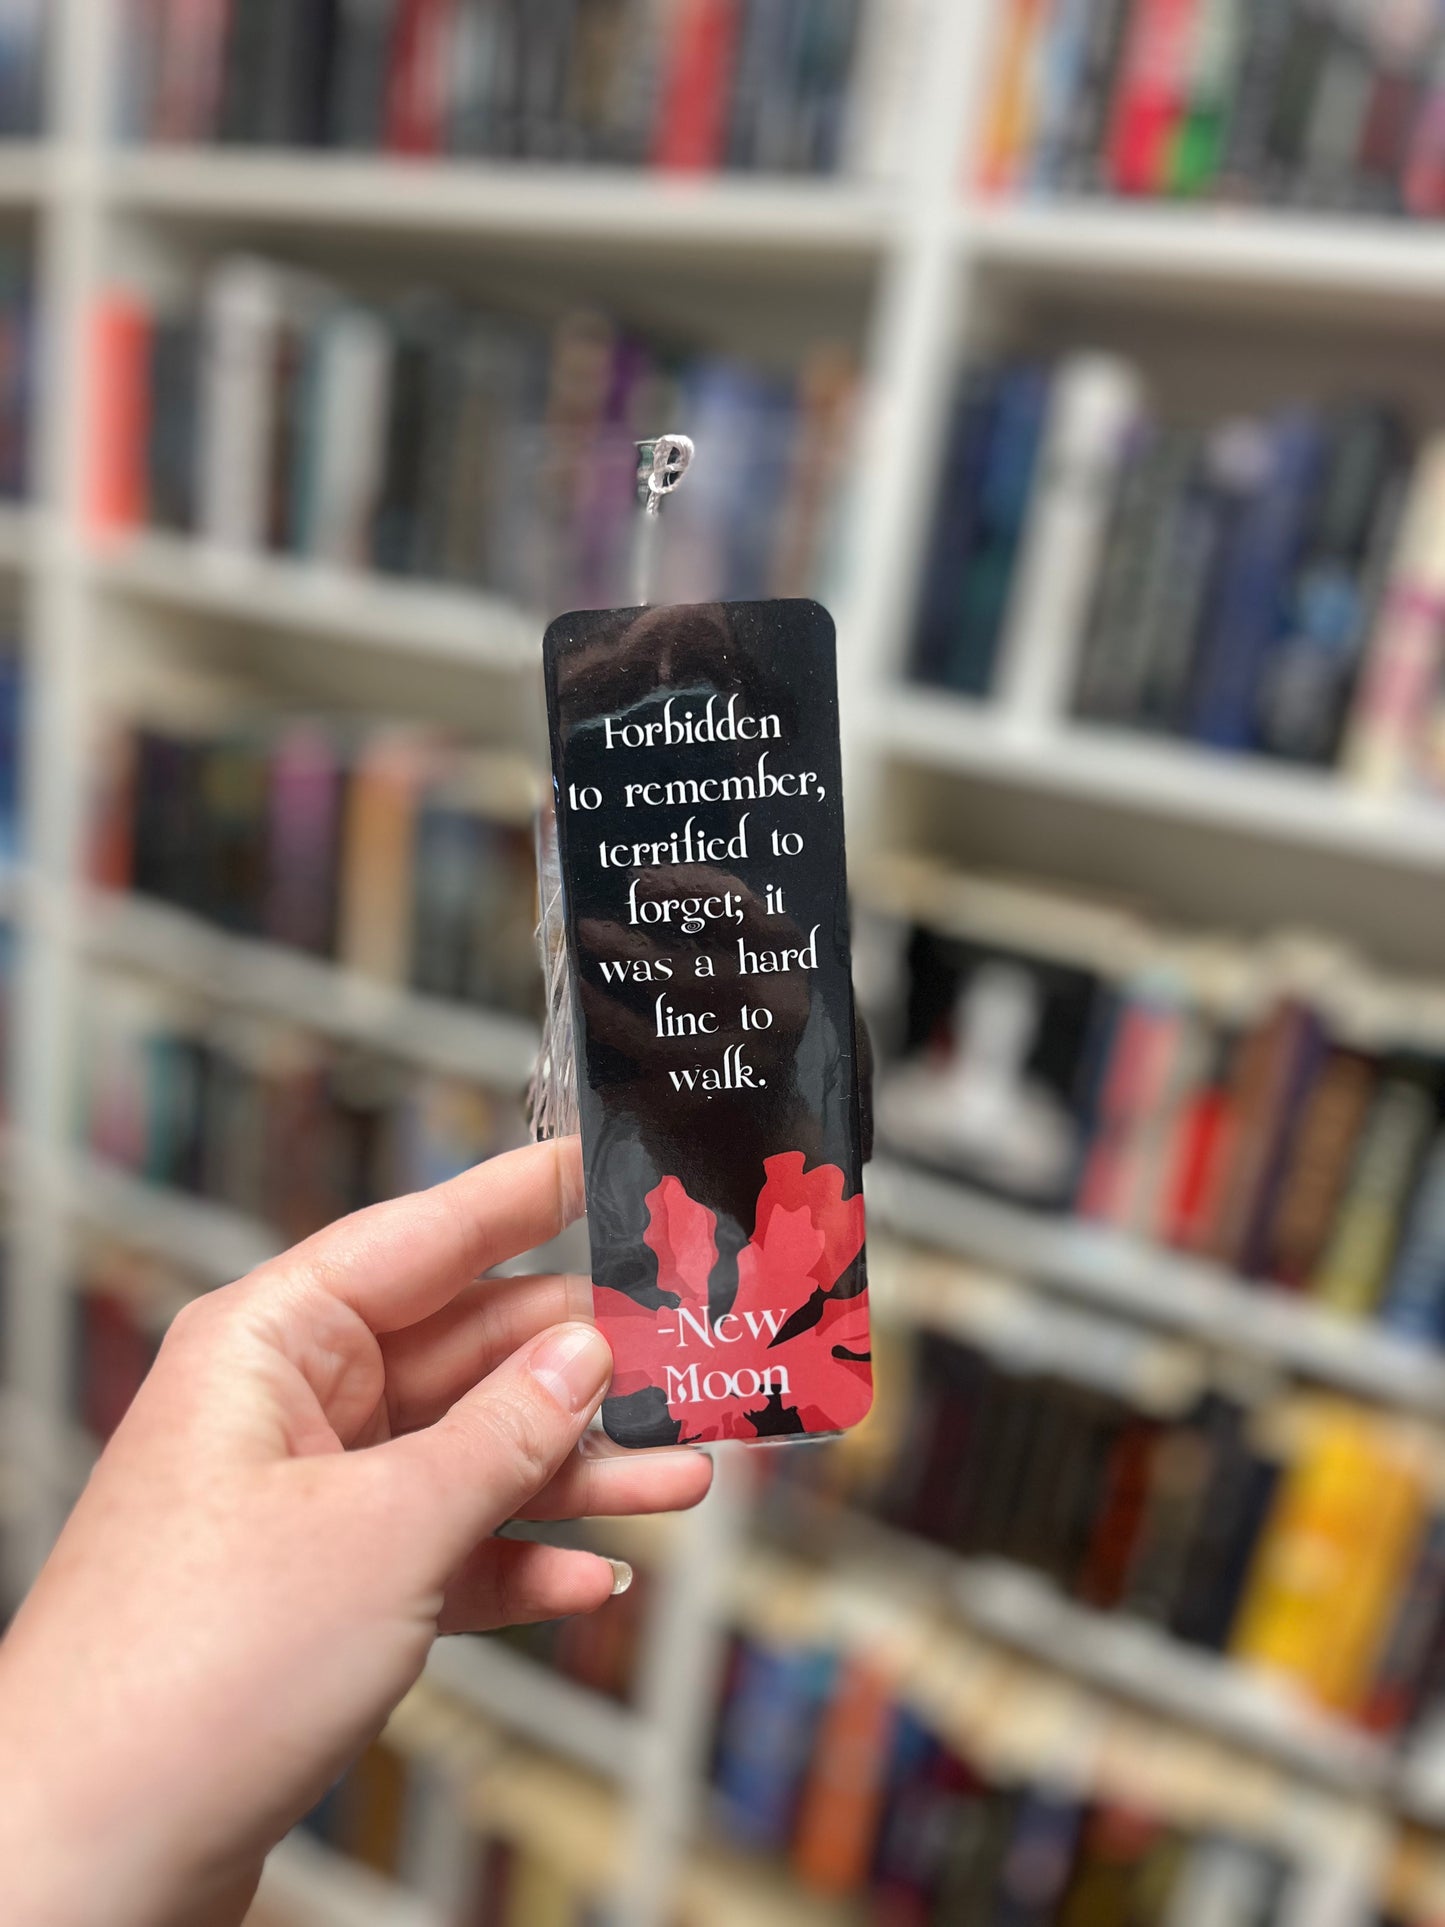 Forbidden
to remember,
terrified to
forget; it
was a hard
line to
walk.
-New
Moon